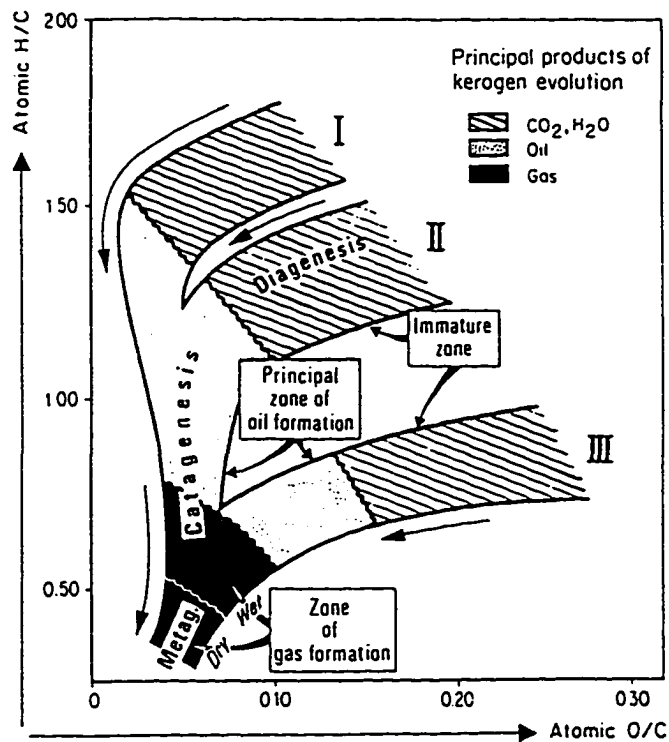 Atomic H/C
200
150
1.00
0.50
0
0.10
0.20
0.30
Atomic O/C
Principal products of
kerogen evolution
CO2, H2O
Oil
Gas
I
II
III
Diagenesis
Immature
zone
Principal
zone of
oil formation
Catagenesis
Metag.
Dry
Wet
Zone
of
gas formation